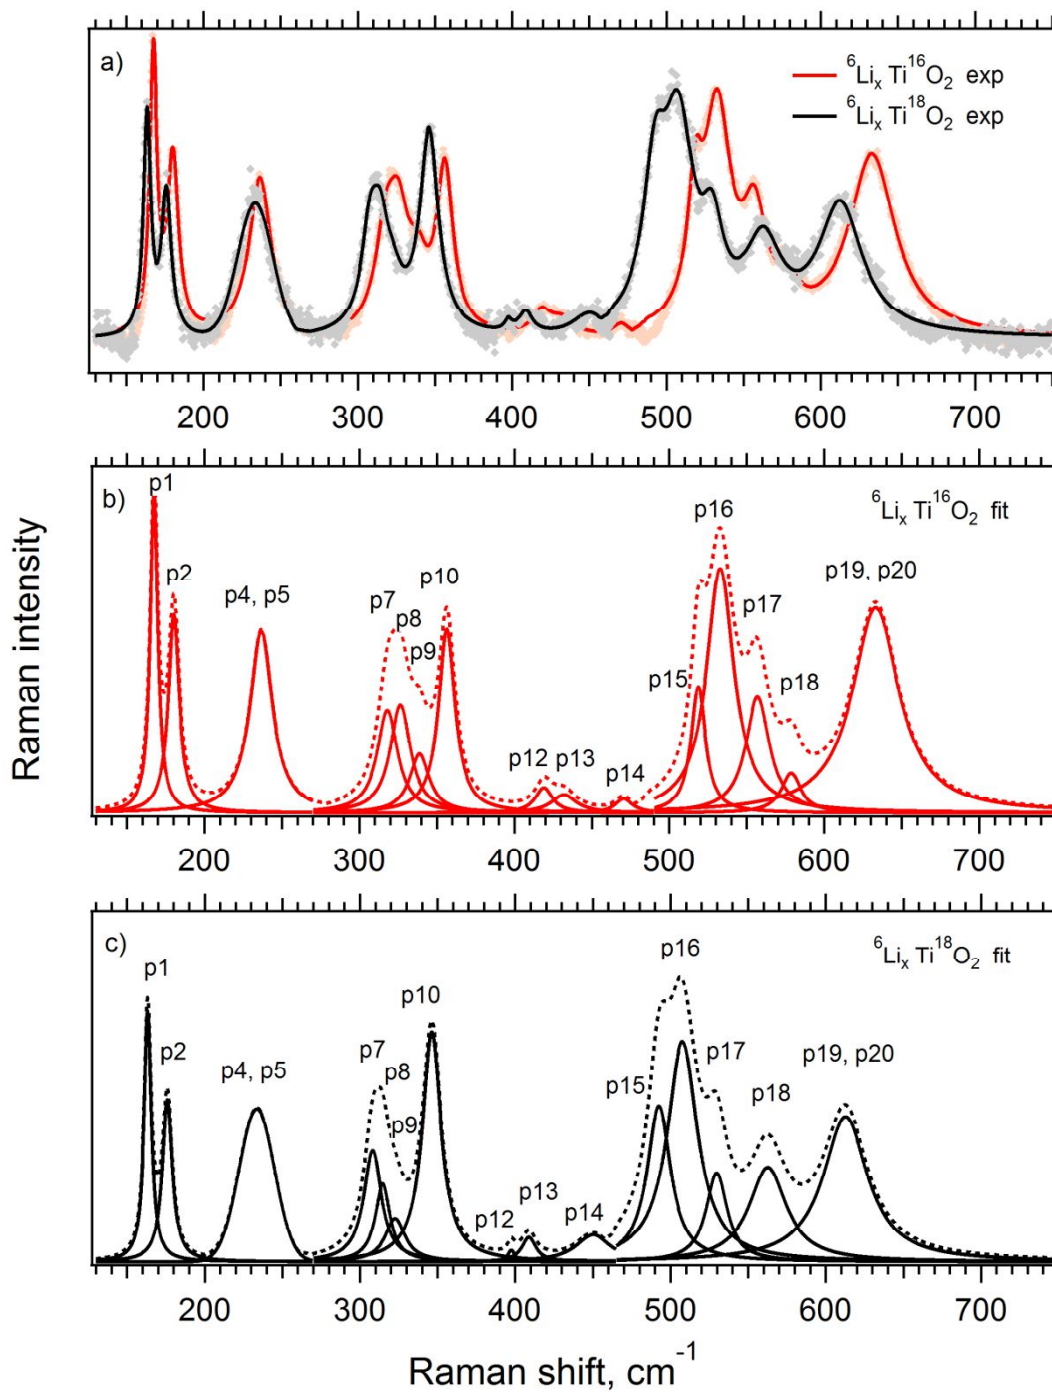 a)
⁶Liₓ Ti¹⁶O₂ exp
⁶Liₓ Ti¹⁸O₂ exp
200 300 400 500 600 700
Raman intensity
b)
⁶Liₓ Ti¹⁶O₂ fit
p1
p2
p4, p5
p7
p8
p9
p10
p12
p13
p14
p15
p16
p17
p18
p19, p20
200 300 400 500 600 700
c)
⁶Liₓ Ti¹⁸O₂ fit
p1
p2
p4, p5
p7
p8
p9
p10
p12
p13
p14
p15
p16
p17
p18
p19, p20
200 300 400 500 600 700
Raman shift, cm⁻¹